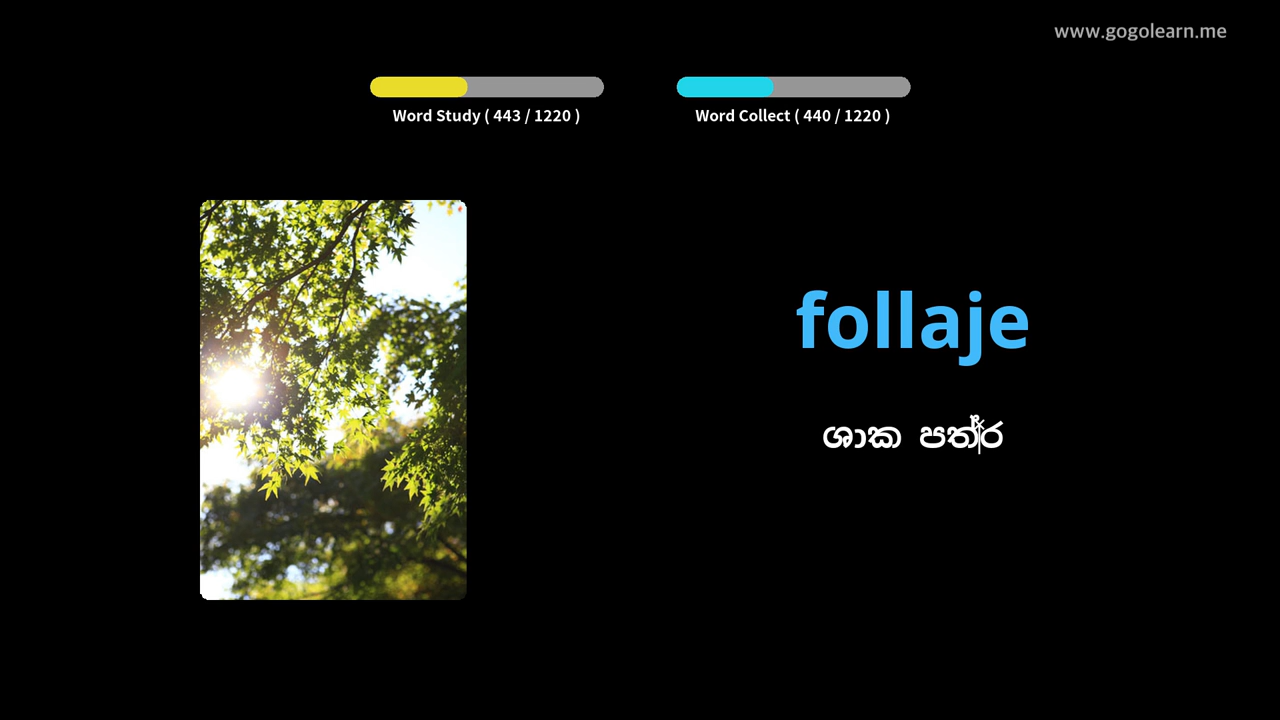 www.gogolearn.me
Word Study ( 443 / 1220 )
Word Collect ( 440 / 1220 )
follaje
ශාක පත්‍ර